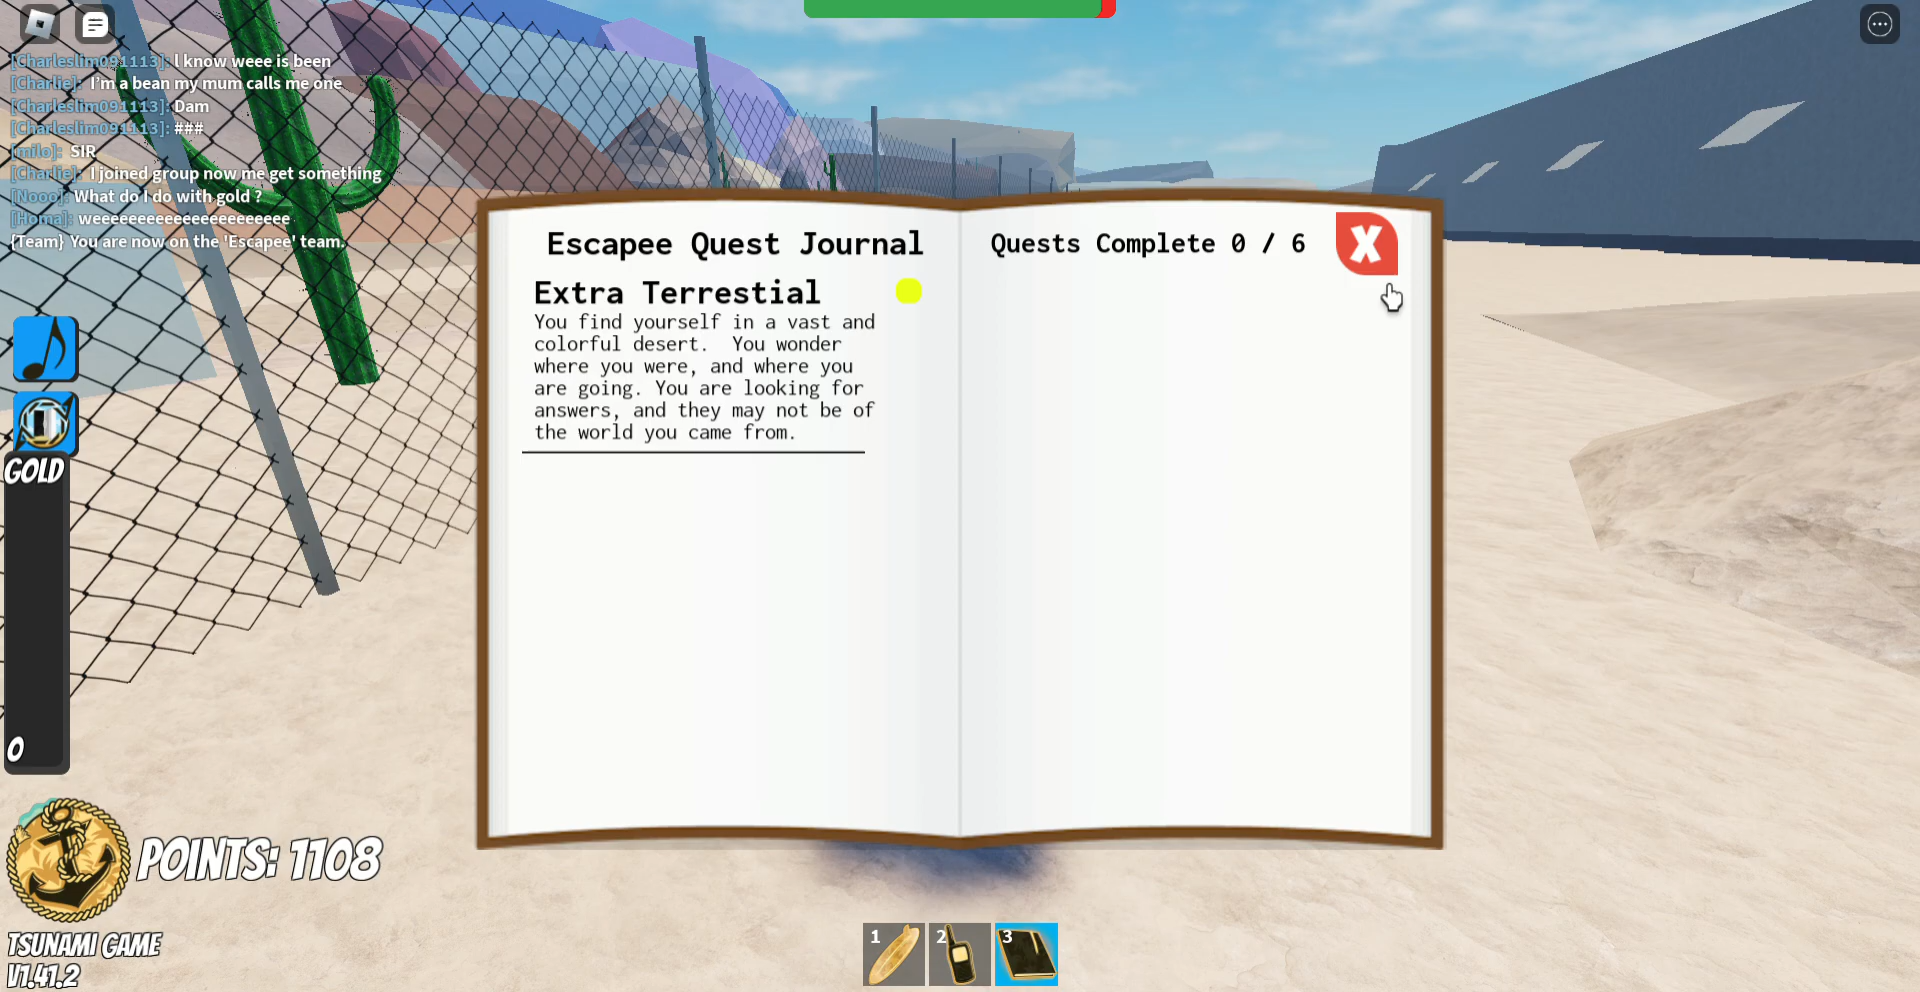 [Charleslim091113]: I know weee is been
[Charlie]: I'm a bean my mum calls me one
[Charleslim091113]: Dam
[Charleslim091113]: ###
[milo]: SIR
[Charlie]: I joined group now me get something
[Nooo]: What do I do with gold ?
[Homa]: weeeeeeeeeeeeeeeeeeeeee
{Team} You are now on the 'Escapee' team.
Escapee Quest Journal
Extra Terrestial
You find yourself in a vast and
colorful desert.  You wonder
where you were, and where you
are going. You are looking for
answers, and they may not be of
the world you came from.
Quests Complete 0 / 6
X
GOLD
0
POINTS: 1108
TSUNAMI GAME
V1.41.2
1
2
3